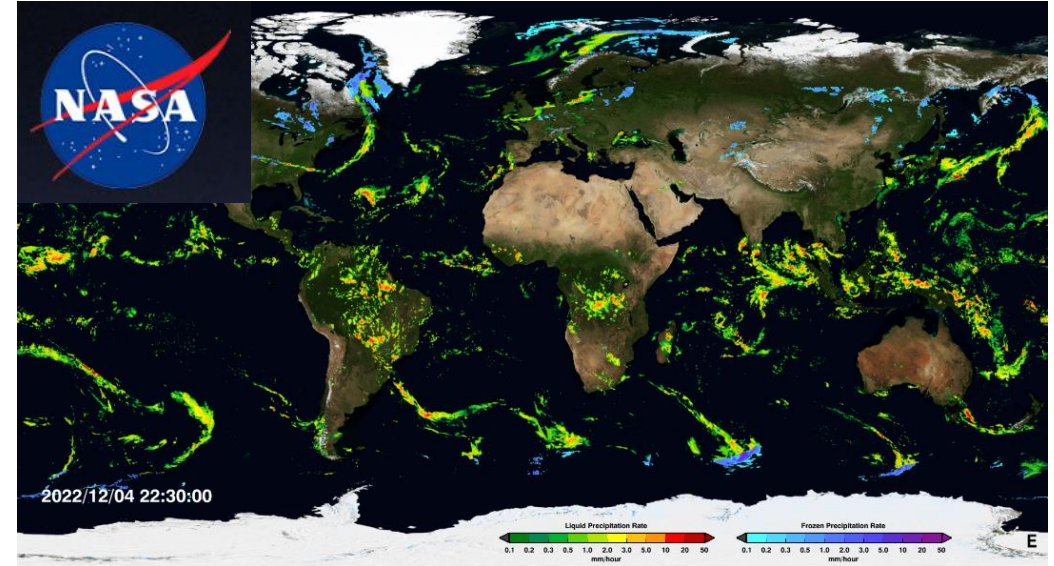 NASA
2022/12/04 22:30:00
Liquid Precipitation Rate
0.1 0.2 0.3 0.5 1.0 2.0 3.0 5.0 10 20 50
mm/hour
Frozen Precipitation Rate
0.1 0.2 0.3 0.5 1.0 2.0 3.0 5.0 10 20 50
mm/hour
E